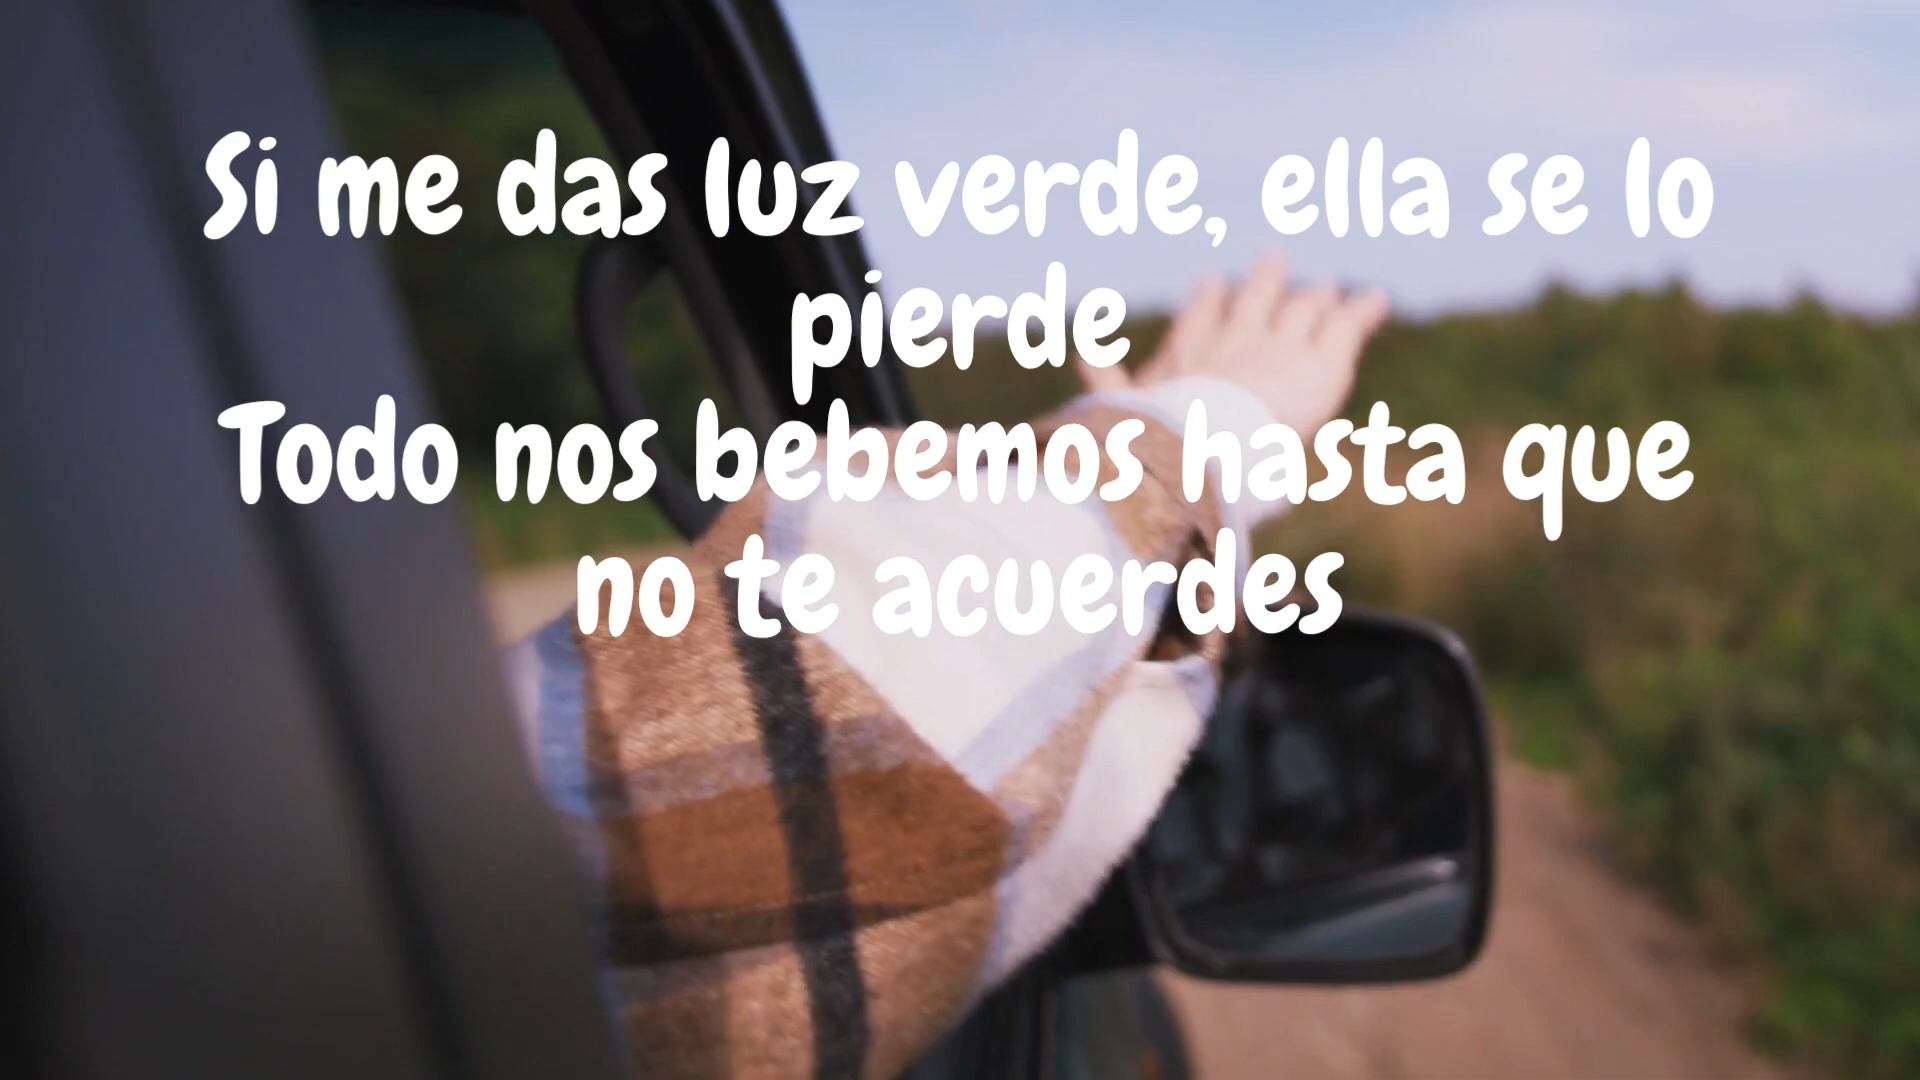 Si me das luz verde, ella se lo
pierde
Todo nos bebemos hasta que
no te acuerdes